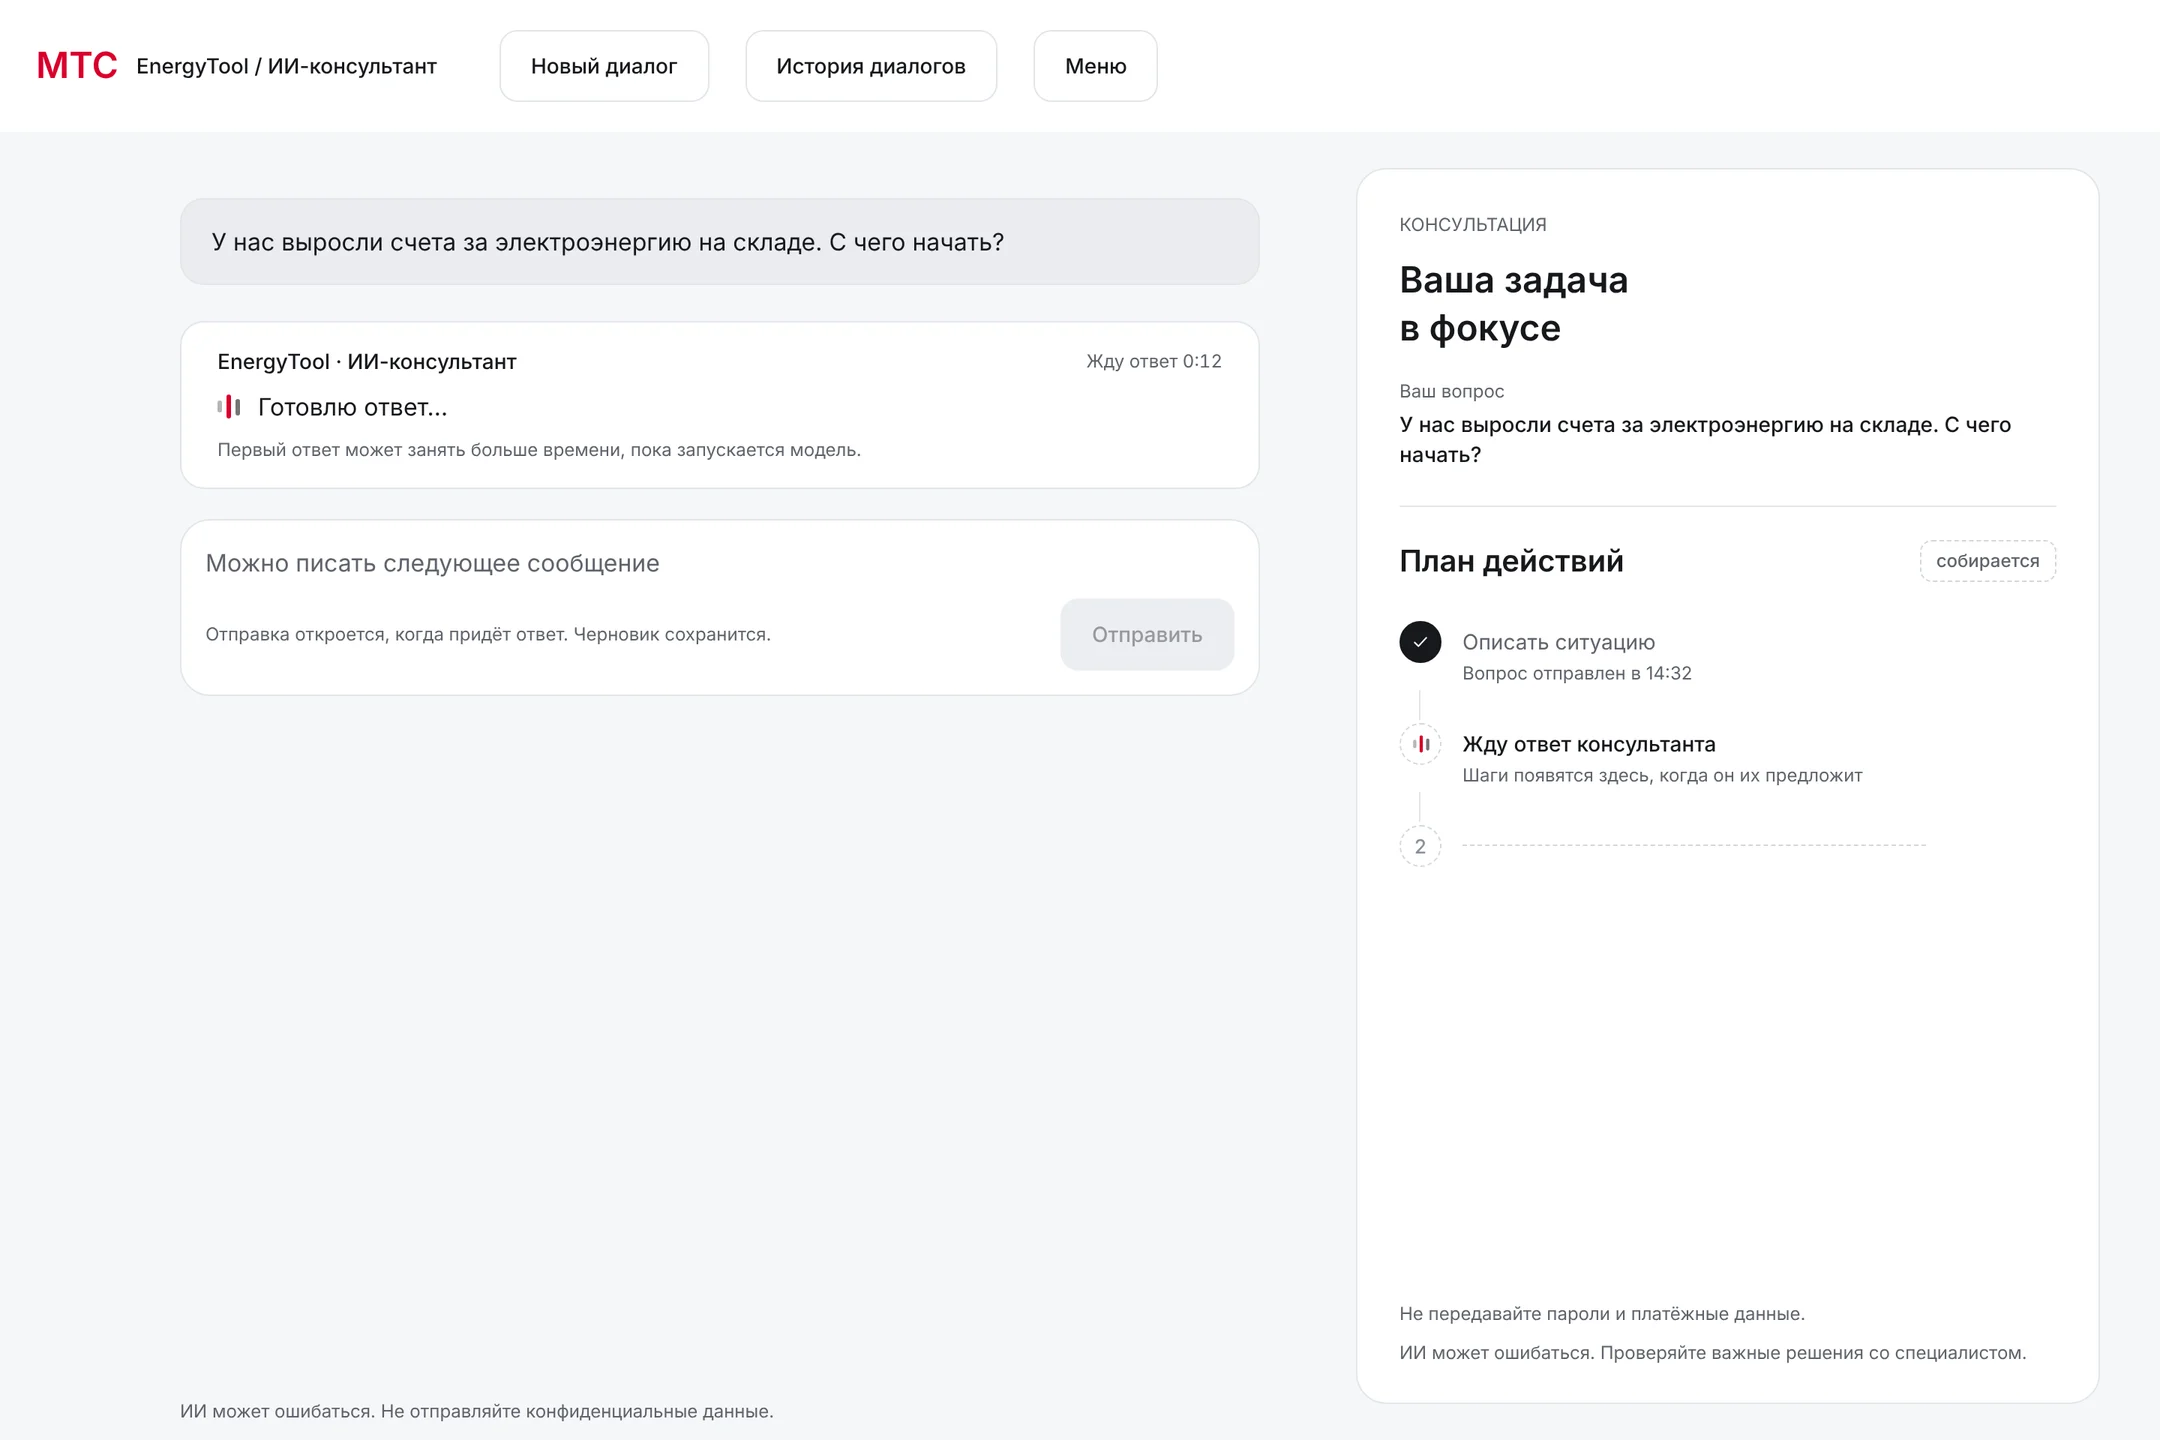 МТС EnergyTool / ИИ-консультант
Новый диалог
История диалогов
Меню
У нас выросли счета за электроэнергию на складе. С чего начать?
EnergyTool · ИИ-консультант
Жду ответ 0:12
Готовлю ответ...
Первый ответ может занять больше времени, пока запускается модель.
Можно писать следующее сообщение
Отправка откроется, когда придёт ответ. Черновик сохранится.
Отправить
ИИ может ошибаться. Не отправляйте конфиденциальные данные.
КОНСУЛЬТАЦИЯ
Ваша задача
в фокусе
Ваш вопрос
У нас выросли счета за электроэнергию на складе. С чего
начать?
План действий
собирается
Описать ситуацию
Вопрос отправлен в 14:32
Жду ответ консультанта
Шаги появятся здесь, когда он их предложит
2
Не передавайте пароли и платёжные данные.
ИИ может ошибаться. Проверяйте важные решения со специалистом.